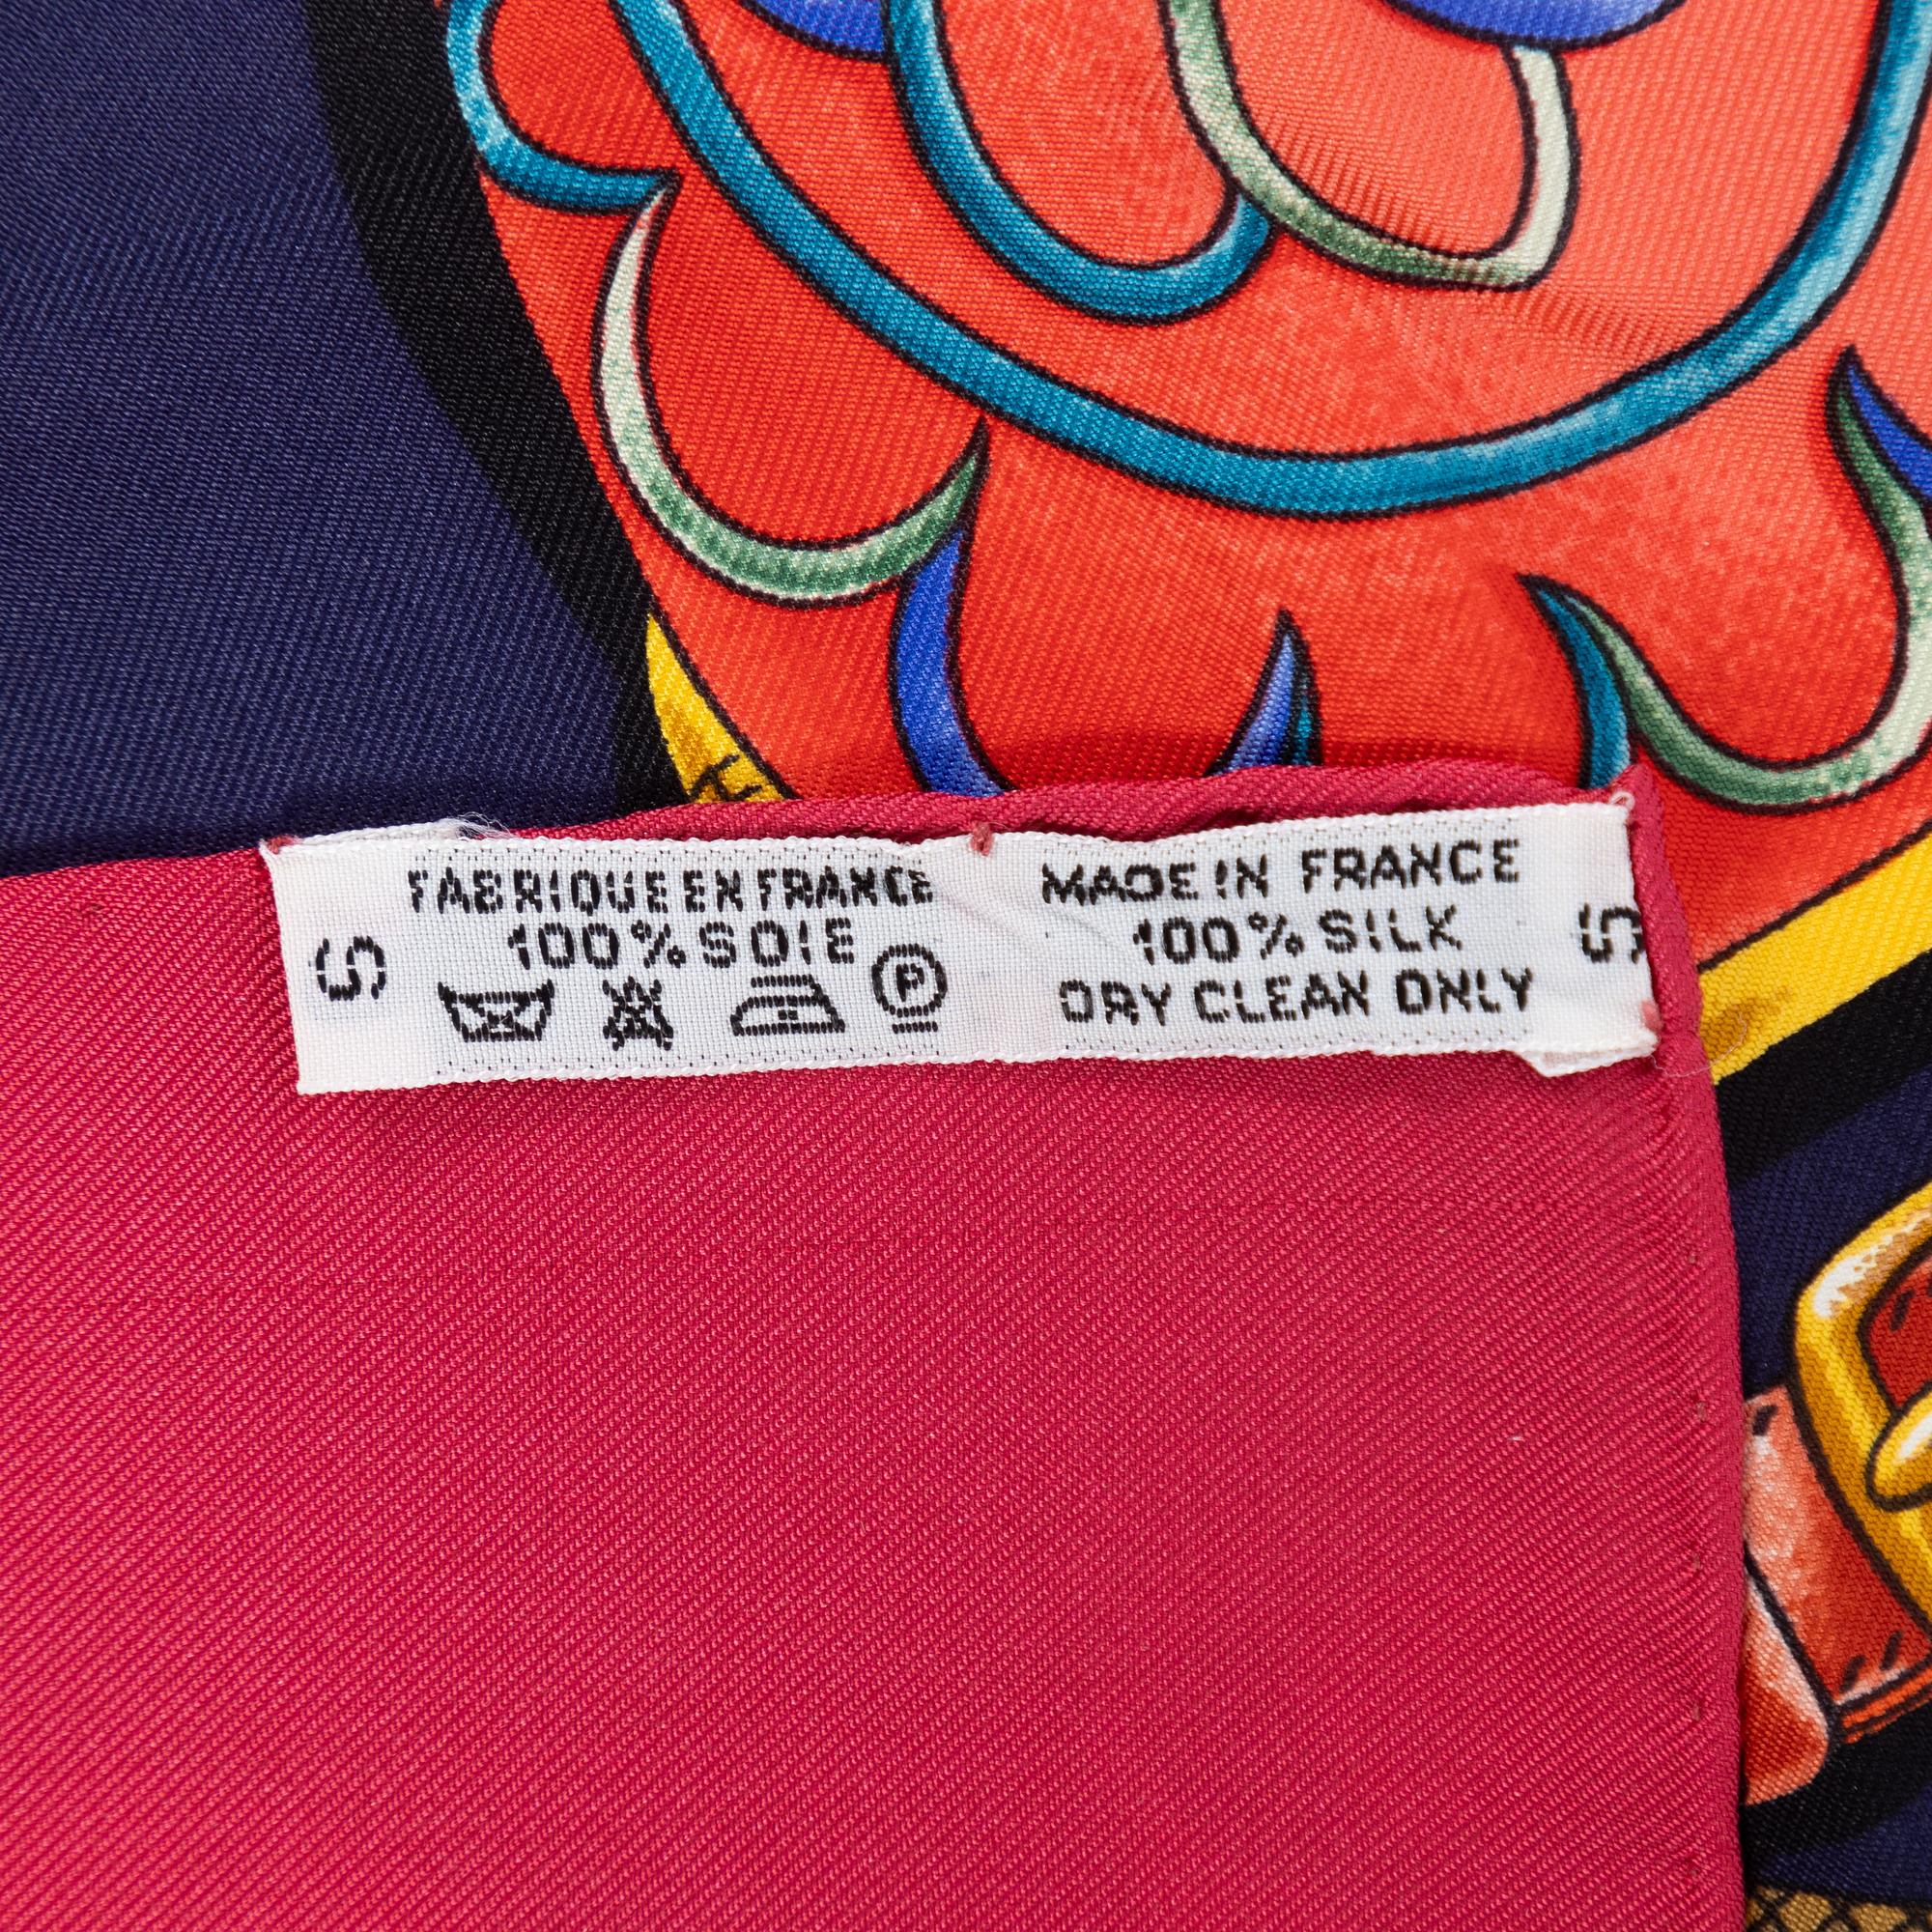 S
FABRIQUE EN FRANCE
100% SOIE
P
MADE IN FRANCE
100% SILK
DRY CLEAN ONLY
S